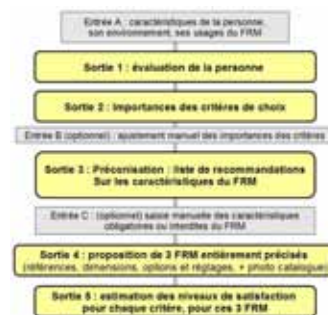 Entrée A : caractéristiques de la personne,
son environnement, ses usages du FRM
Sortie 1 : évaluation de la personne
Sortie 2 : Importances des critères de choix
Entrée B (optionnel) : ajustement manuel des importances des critères
Sortie 3 : Préconisation : liste de recommandations
Sur les caractéristiques du FRM
Entrée C : (optionnel) saisie manuelle des caractéristiques
obligatoires ou interdites du FRM
Sortie 4 : proposition de 3 FRM entièrement précisés
(références, dimensions, options et réglages, + photo catalogue)
Sortie 5 : estimation des niveaux de satisfaction
pour chaque critère, pour ces 3 FRM